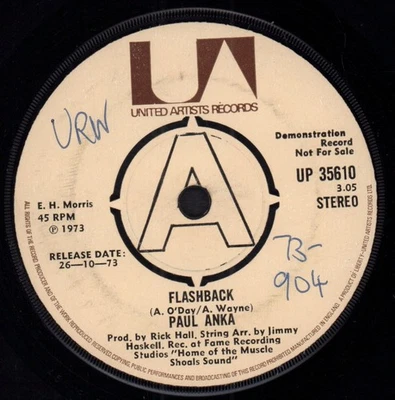 UA
UNITED ARTISTS RECORDS
URW
Demonstration
Record
Not For Sale
UP 35610
3.05
STEREO
E. H. Morris
45 RPM
℗ 1973
A
RELEASE DATE:
26-10-73
73-
904
FLASHBACK
(A. O'Day/A. Wayne)
PAUL ANKA
Prod. by Rick Hall, String Arr. by Jimmy
Haskell, Rec. at Fame Recording
Studios "Home of the Muscle
Shoals Sound"